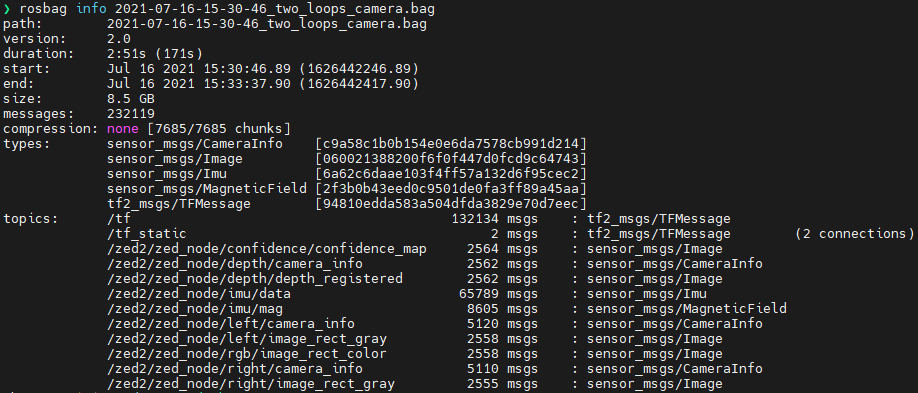 ❯ rosbag info 2021-07-16-15-30-46_two_loops_camera.bag
path:        2021-07-16-15-30-46_two_loops_camera.bag
version:     2.0
duration:    2:51s (171s)
start:       Jul 16 2021 15:30:46.89 (1626442246.89)
end:         Jul 16 2021 15:33:37.90 (1626442417.90)
size:        8.5 GB
messages:    232119
compression: none [7685/7685 chunks]
types:       sensor_msgs/CameraInfo    [c9a58c1b0b154e0e6da7578cb991d214]
             sensor_msgs/Image         [060021388200f6f0f447d0fcd9c64743]
             sensor_msgs/Imu           [6a62c6daae103f4ff57a132d6f95cec2]
             sensor_msgs/MagneticField [2f3b0b43eed0c9501de0fa3ff89a45aa]
             tf2_msgs/TFMessage        [94810edda583a504dfda3829e70d7eec]
topics:      /tf                                       132134 msgs    : tf2_msgs/TFMessage
             /tf_static                                     2 msgs    : tf2_msgs/TFMessage        (2 connections)
             /zed2/zed_node/confidence/confidence_map    2564 msgs    : sensor_msgs/Image
             /zed2/zed_node/depth/camera_info            2562 msgs    : sensor_msgs/CameraInfo
             /zed2/zed_node/depth/depth_registered       2562 msgs    : sensor_msgs/Image
             /zed2/zed_node/imu/data                    65789 msgs    : sensor_msgs/Imu
             /zed2/zed_node/imu/mag                      8605 msgs    : sensor_msgs/MagneticField
             /zed2/zed_node/left/camera_info             5120 msgs    : sensor_msgs/CameraInfo
             /zed2/zed_node/left/image_rect_gray         2558 msgs    : sensor_msgs/Image
             /zed2/zed_node/rgb/image_rect_color         2558 msgs    : sensor_msgs/Image
             /zed2/zed_node/right/camera_info            5110 msgs    : sensor_msgs/CameraInfo
             /zed2/zed_node/right/image_rect_gray        2555 msgs    : sensor_msgs/Image